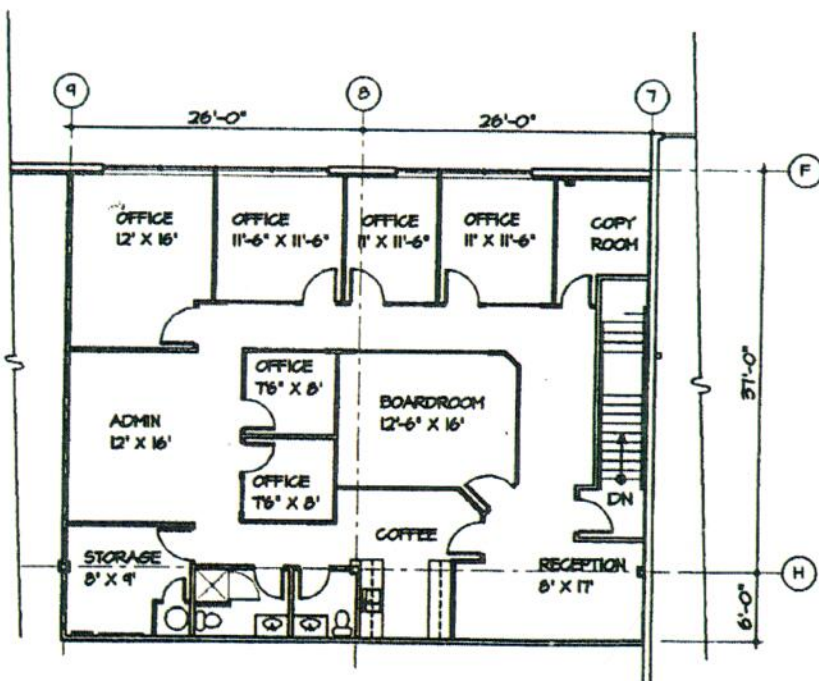 9
8
7
26'-0"
26'-0"
F
OFFICE
12' X 16'
OFFICE
11'-6" X 11'-6"
OFFICE
11' X 11'-6"
OFFICE
11' X 11'-6"
COPY
ROOM
37'-0"
OFFICE
7'6" X 8'
BOARDROOM
12'-6" X 16'
ADMIN
12' X 16'
OFFICE
7'6" X 8'
DN
COFFEE
STORAGE
8' X 9'
RECEPTION
8' X 17'
H
6'-0"